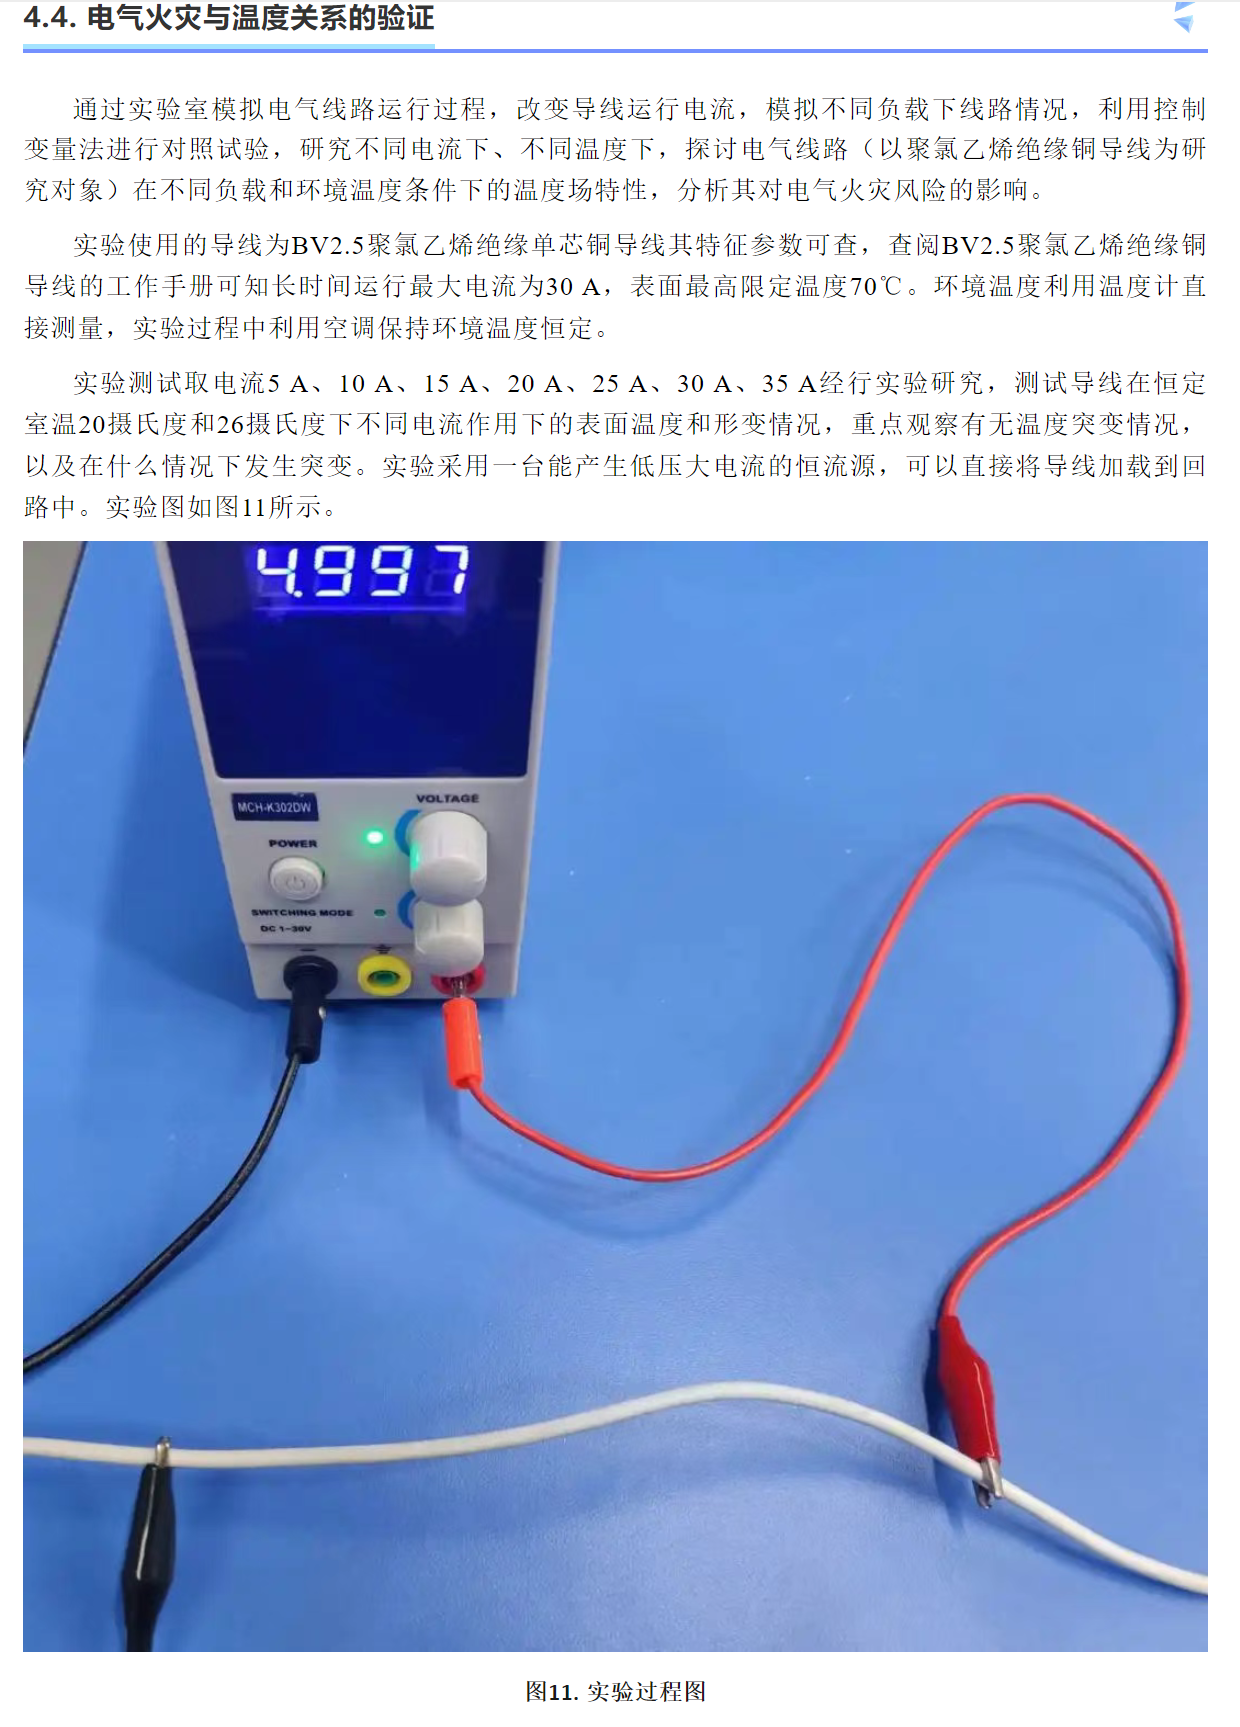 4.4. 电气火灾与温度关系的验证
通过实验室模拟电气线路运行过程，改变导线运行电流，模拟不同负载下线路情况，利用控制
变量法进行对照试验，研究不同电流下、不同温度下，探讨电气线路（以聚氯乙烯绝缘铜导线为研
究对象）在不同负载和环境温度条件下的温度场特性，分析其对电气火灾风险的影响。
实验使用的导线为BV2.5聚氯乙烯绝缘单芯铜导线其特征参数可查，查阅BV2.5聚氯乙烯绝缘铜
导线的工作手册可知长时间运行最大电流为30 A，表面最高限定温度70℃。环境温度利用温度计直
接测量，实验过程中利用空调保持环境温度恒定。
实验测试取电流5 A、10 A、15 A、20 A、25 A、30 A、35 A经行实验研究，测试导线在恒定
室温20摄氏度和26摄氏度下不同电流作用下的表面温度和形变情况，重点观察有无温度突变情况，
以及在什么情况下发生突变。实验采用一台能产生低压大电流的恒流源，可以直接将导线加载到回
路中。实验图如图11所示。
4.997
MCH-K302DW
VOLTAGE
POWER
SWITCHING MODE
DC 1-30V
图11. 实验过程图